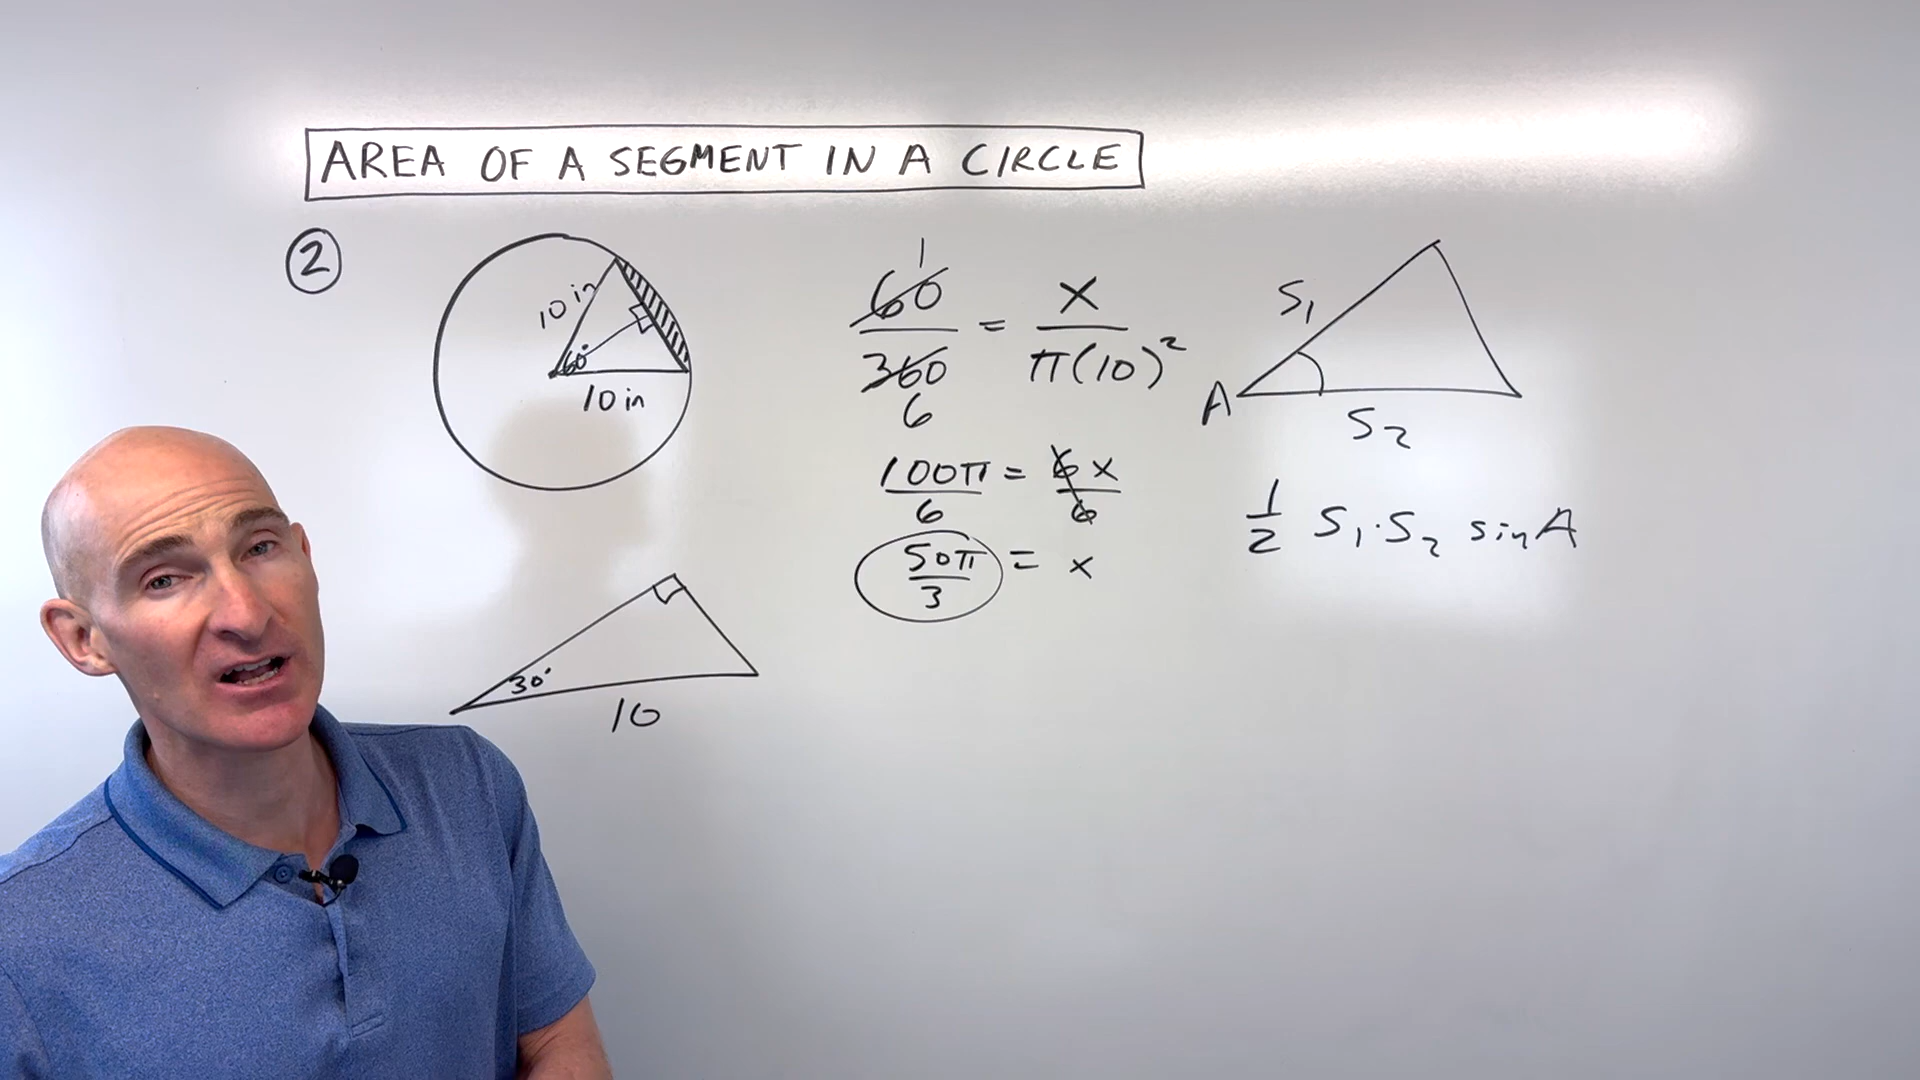 AREA OF A SEGMENT IN A CIRCLE
②
10 in
60°
10 in
30°
10
1
60/360 = x/π(10)²
6
100π/6 = 6x/6
50π/3 = x
S₁
A
S₂
1/2 S₁·S₂ sin A